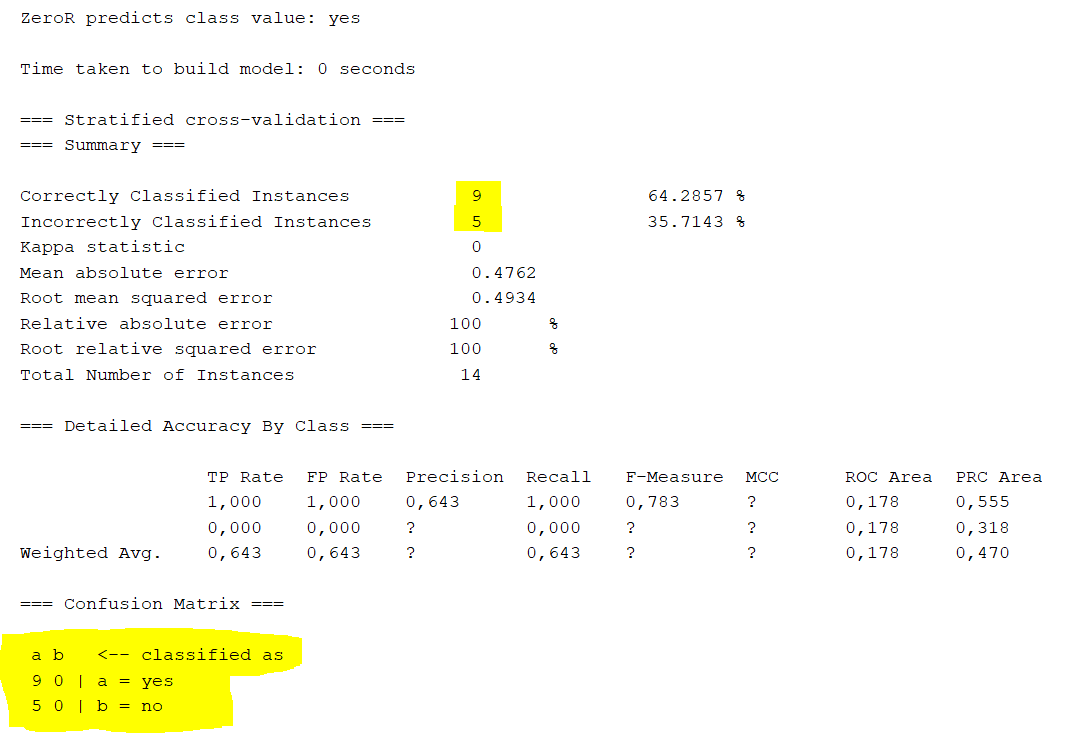 ZeroR predicts class value: yes
Time taken to build model: 0 seconds
=== Stratified cross-validation ===
=== Summary ===
Correctly Classified Instances 9 64.2857 %
Incorrectly Classified Instances 5 35.7143 %
Kappa statistic 0
Mean absolute error 0.4762
Root mean squared error 0.4934
Relative absolute error 100 %
Root relative squared error 100 %
Total Number of Instances 14
=== Detailed Accuracy By Class ===
TP Rate FP Rate Precision Recall F-Measure MCC ROC Area PRC Area
1,000 1,000 0,643 1,000 0,783 ? 0,178 0,555
0,000 0,000 ? 0,000 ? ? 0,178 0,318
Weighted Avg. 0,643 0,643 ? 0,643 ? ? 0,178 0,470
=== Confusion Matrix ===
a b <-- classified as
9 0 | a = yes
5 0 | b = no